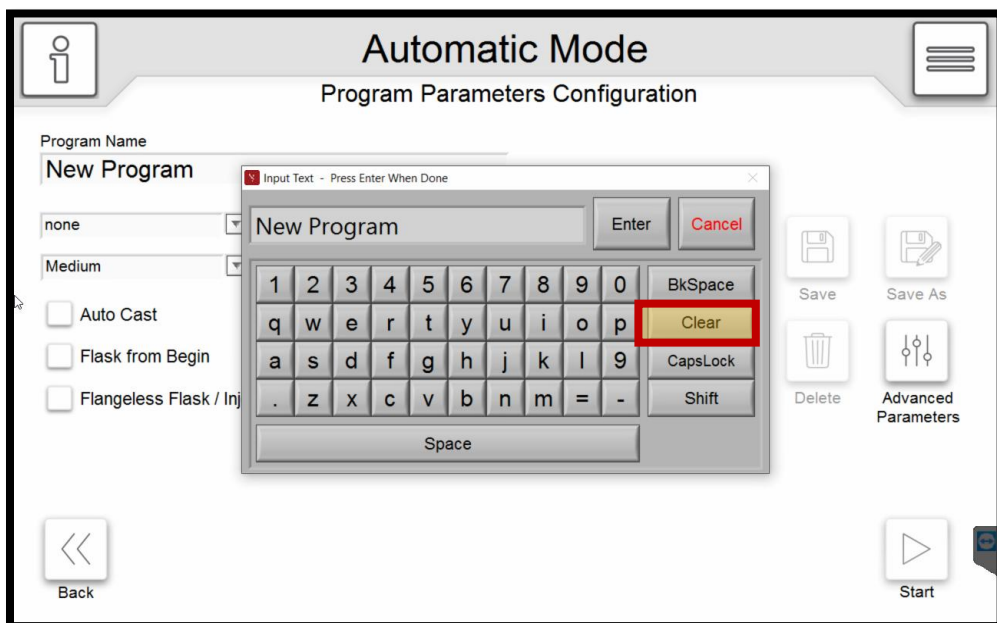 Automatic Mode
Program Parameters Configuration
Program Name
New Program
none
Medium
Auto Cast
Flask from Begin
Flangeless Flask / Inj
Input Text - Press Enter When Done
New Program
Enter
Cancel
1 2 3 4 5 6 7 8 9 0 BkSpace
q w e r t y u i o p Clear
a s d f g h j k l 9 CapsLock
. z x c v b n m = - Shift
Space
Save
Save As
Delete
Advanced
Parameters
Back
Start